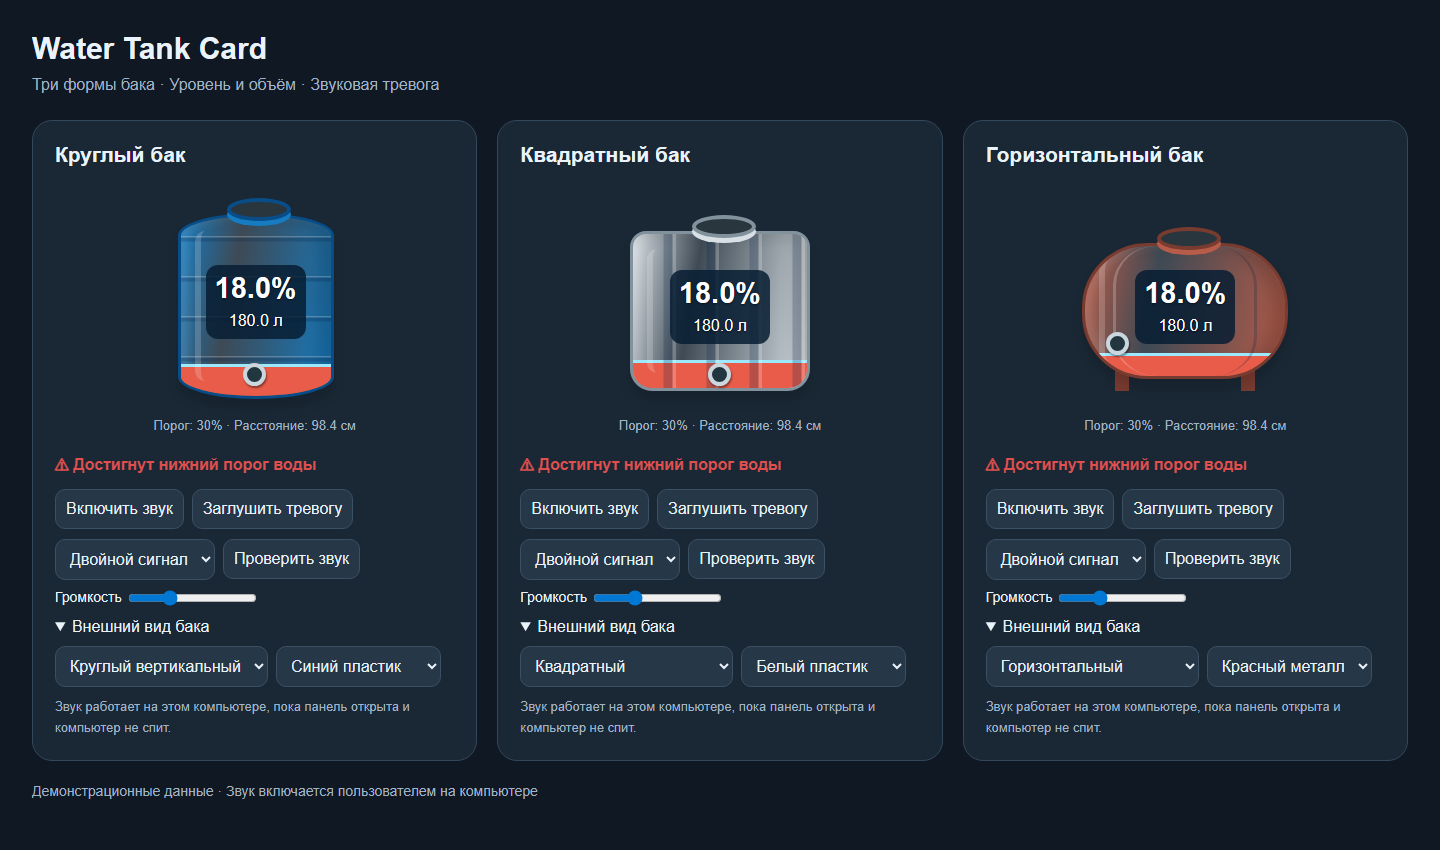 Water Tank Card
Три формы бака · Уровень и объём · Звуковая тревога
Круглый бак
18.0%
180.0 л
Порог: 30% · Расстояние: 98.4 см
⚠ Достигнут нижний порог воды
Включить звук Заглушить тревогу
Двойной сигнал Проверить звук
Громкость
▼ Внешний вид бака
Круглый вертикальный Синий пластик
Звук работает на этом компьютере, пока панель открыта и
компьютер не спит.
Квадратный бак
18.0%
180.0 л
Порог: 30% · Расстояние: 98.4 см
⚠ Достигнут нижний порог воды
Включить звук Заглушить тревогу
Двойной сигнал Проверить звук
Громкость
▼ Внешний вид бака
Квадратный Белый пластик
Звук работает на этом компьютере, пока панель открыта и
компьютер не спит.
Горизонтальный бак
18.0%
180.0 л
Порог: 30% · Расстояние: 98.4 см
⚠ Достигнут нижний порог воды
Включить звук Заглушить тревогу
Двойной сигнал Проверить звук
Громкость
▼ Внешний вид бака
Горизонтальный Красный металл
Звук работает на этом компьютере, пока панель открыта и
компьютер не спит.
Демонстрационные данные · Звук включается пользователем на компьютере